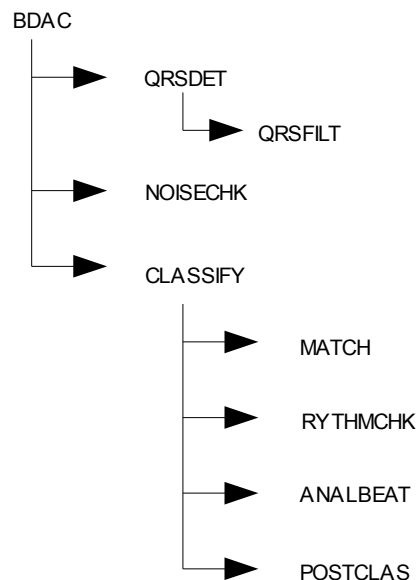 BDAC
QRSDET
QRSFILT
NOISECHK
CLASSIFY
MATCH
RYTHMCHK
ANALBEAT
POSTCLAS